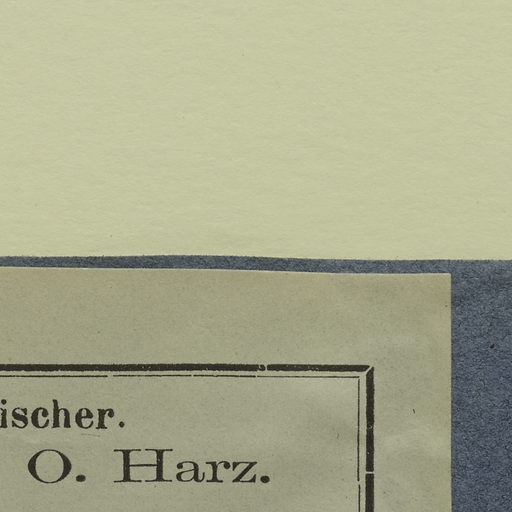 ischer.
O. Harz.